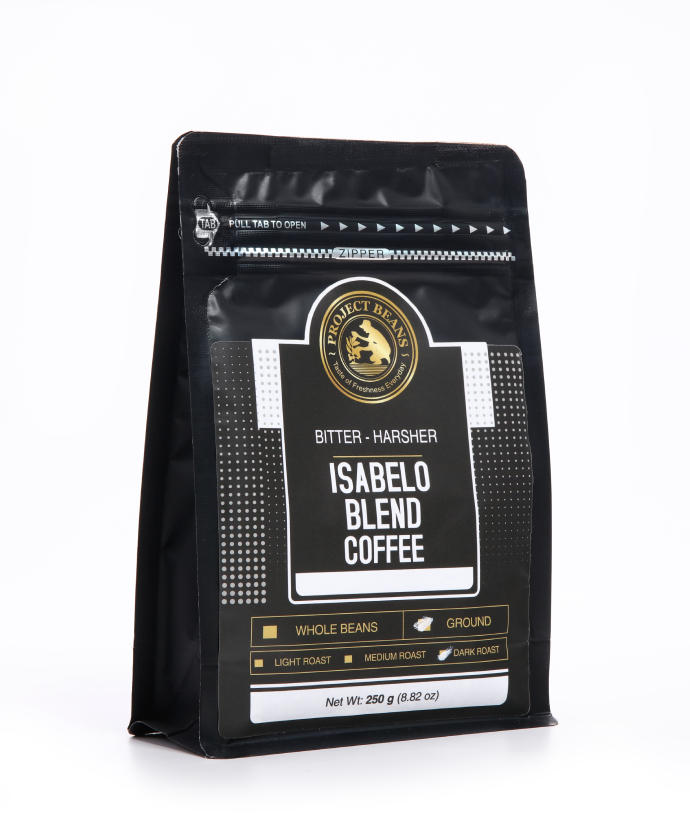 TAB
PULL TAB TO OPEN
ZIPPER
PROJECT BEANS
Taste of Freshness Everyday
BITTER - HARSHER
ISABELO
BLEND
COFFEE
WHOLE BEANS
GROUND
LIGHT ROAST
MEDIUM ROAST
DARK ROAST
Net Wt: 250 g (8.82 oz)